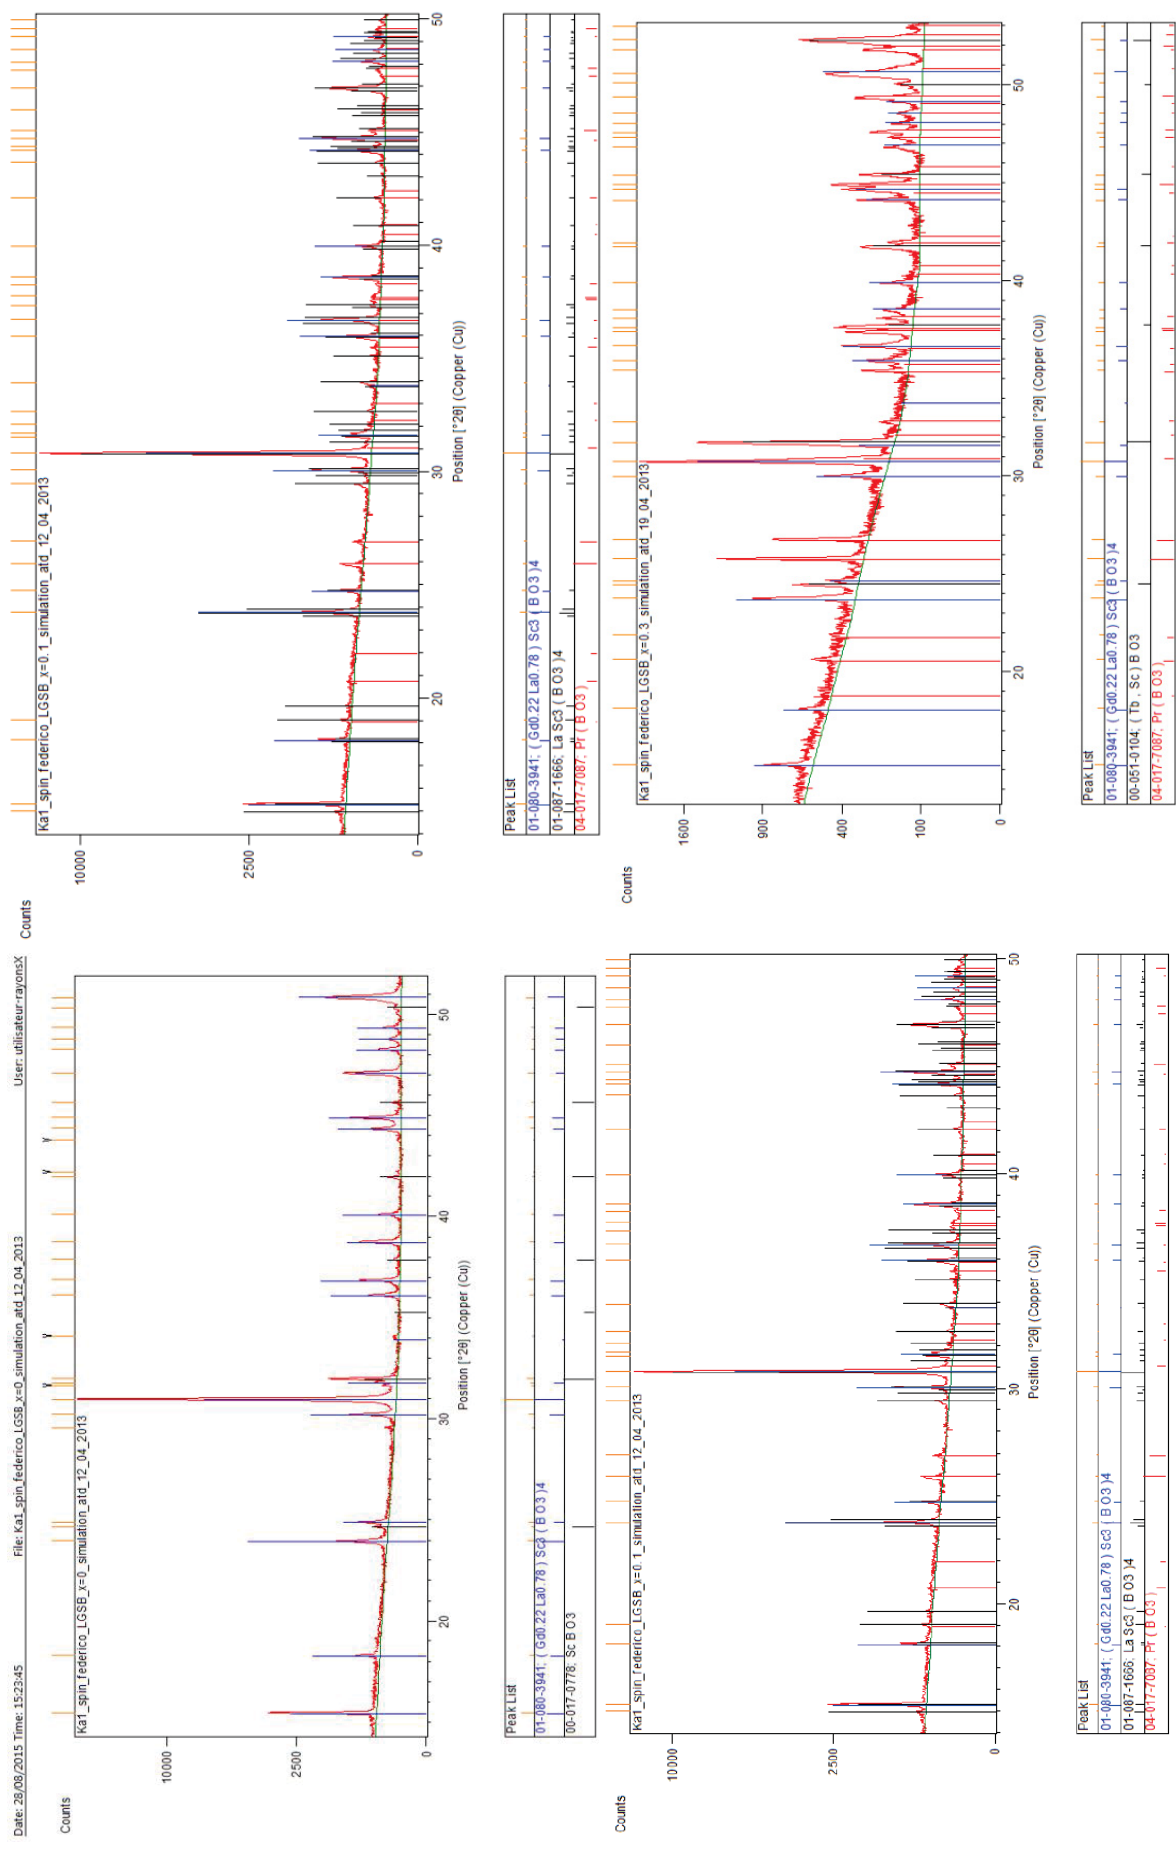 Date: 28/08/2015 Time: 15:23:45 File: Ka1_spin_federico_LGSB_x=0_simulation_atd_12_04_2013 User: utilisateur-rayonsX
Counts
Ka1_spin_federico_LGSB_x=0_simulation_atd_12_04_2013
10000
2500
0
20 30 40 50
Position [°2θ] (Copper (Cu))
Peak List
01-080-3941; ( Gd0.22 La0.78 ) Sc3 ( B O3 )4
00-017-0778; Sc B O3
Counts
Ka1_spin_federico_LGSB_x=0.1_simulation_atd_12_04_2013
10000
2500
0
20 30 40 50
Position [°2θ] (Copper (Cu))
Peak List
01-080-3941; ( Gd0.22 La0.78 ) Sc3 ( B O3 )4
01-087-1666; La Sc3 ( B O3 )4
04-017-7087; Pr ( B O3 )
Counts
Ka1_spin_federico_LGSB_x=0.1_simulation_atd_12_04_2013
10000
2500
0
20 30 40 50
Position [°2θ] (Copper (Cu))
Peak List
01-080-3941; ( Gd0.22 La0.78 ) Sc3 ( B O3 )4
01-087-1666; La Sc3 ( B O3 )4
04-017-7087; Pr ( B O3 )
Counts
Ka1_spin_federico_LGSB_x=0.3_simulation_atd_19_04_2013
1600
900
400
100
0
20 30 40 50
Position [°2θ] (Copper (Cu))
Peak List
01-080-3941; ( Gd0.22 La0.78 ) Sc3 ( B O3 )4
00-051-0104; ( Tb , Sc ) B O3
04-017-7087; Pr ( B O3 )